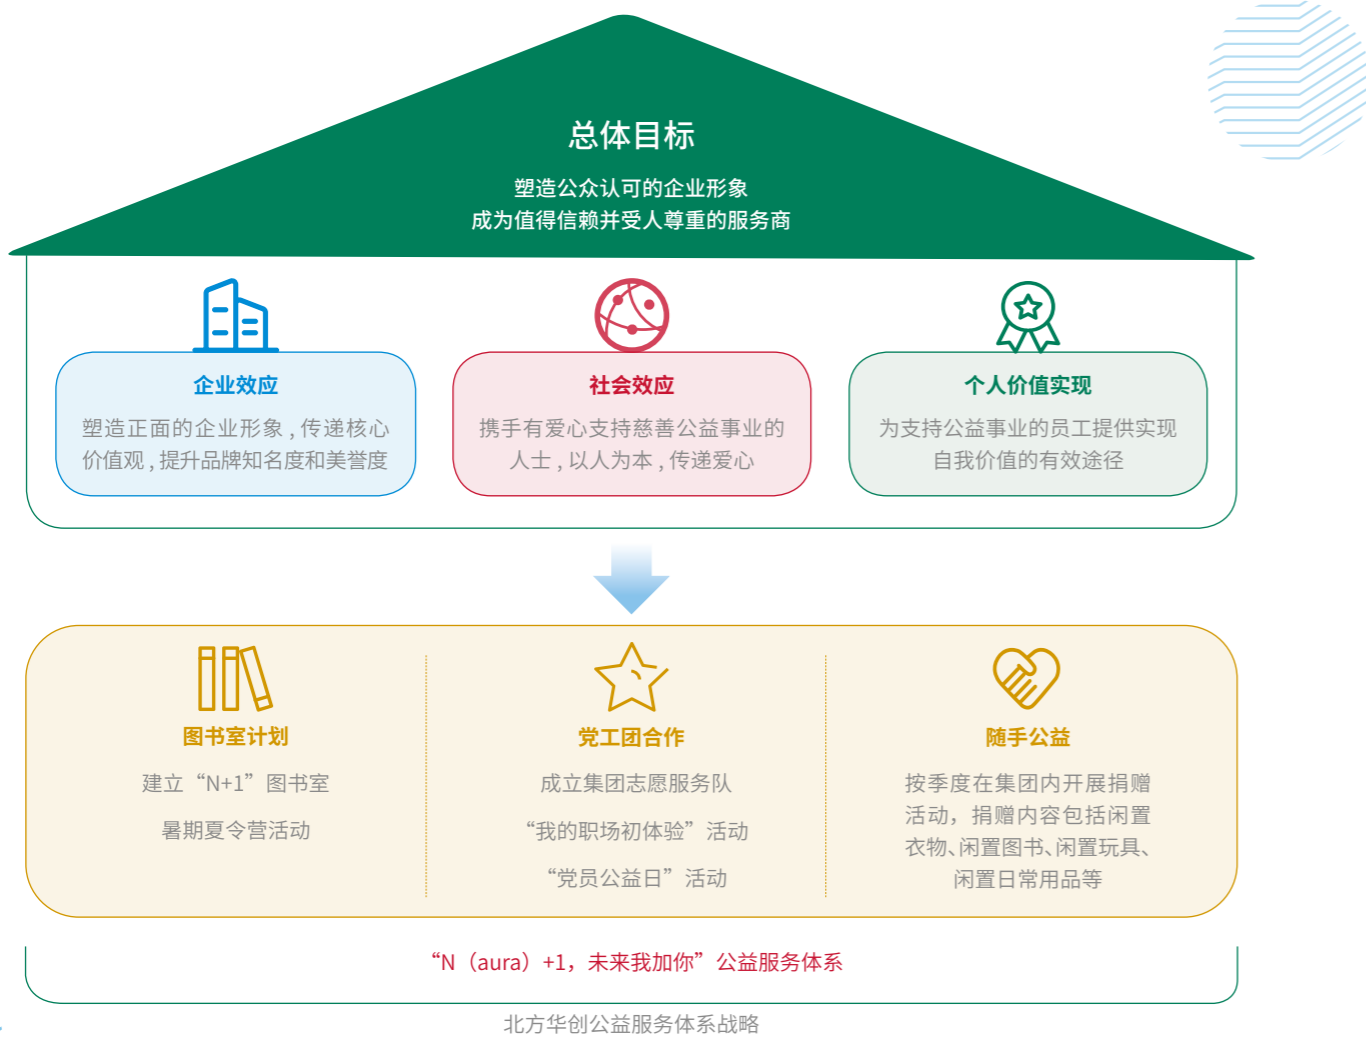 总体目标
塑造公众认可的企业形象
成为值得信赖并受人尊重的服务商
企业效应
塑造正面的企业形象,传递核心
价值观,提升品牌知名度和美誉度
社会效应
携手有爱心支持慈善公益事业的
人士,以人为本,传递爱心
个人价值实现
为支持公益事业的员工提供实现
自我价值的有效途径
图书室计划
建立“N+1”图书室
暑期夏令营活动
党工团合作
成立集团志愿服务队
“我的职场初体验”活动
“党员公益日”活动
随手公益
按季度在集团内开展捐赠
活动，捐赠内容包括闲置
衣物、闲置图书、闲置玩具、
闲置日常用品等
“N（aura）+1，未来我加你”公益服务体系
北方华创公益服务体系战略